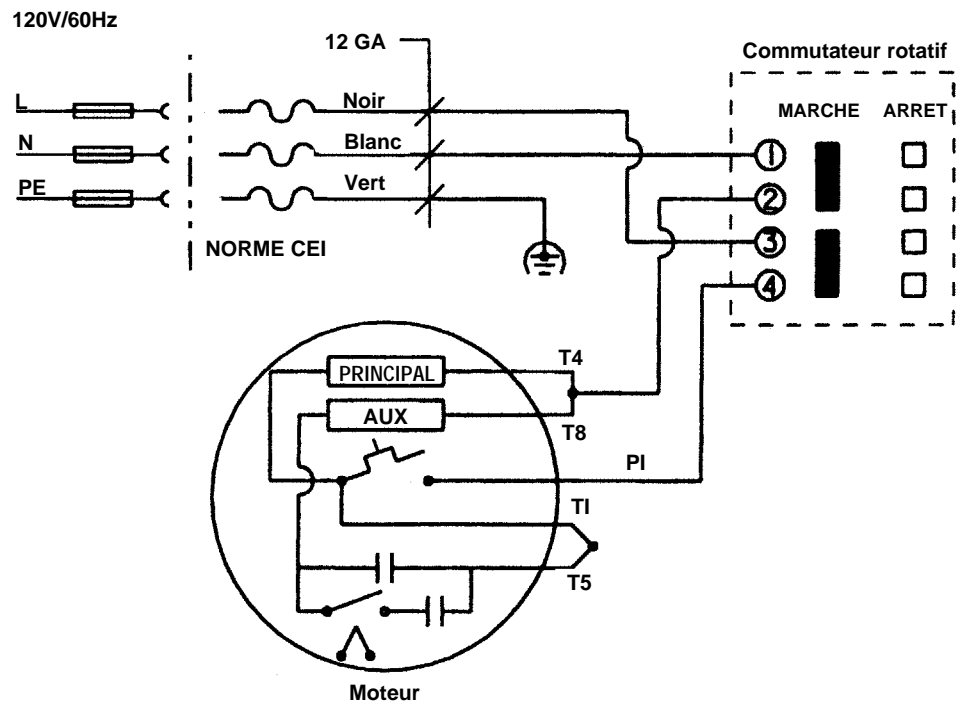 120V/60Hz
12 GA
Commutateur rotatif
L
Noir
MARCHE
ARRET
N
Blanc
1
PE
Vert
2
NORME CEI
3
4
T4
PRINCIPAL
AUX
T8
PI
TI
T5
Moteur